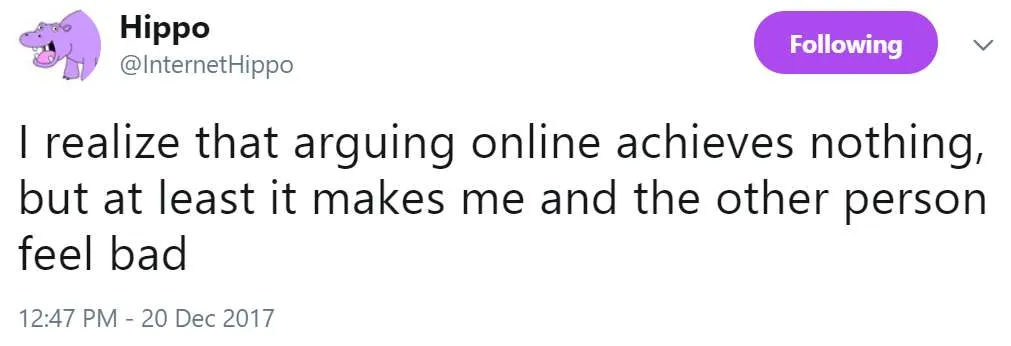 Hippo
@InternetHippo
Following
I realize that arguing online achieves nothing,
but at least it makes me and the other person
feel bad
12:47 PM - 20 Dec 2017